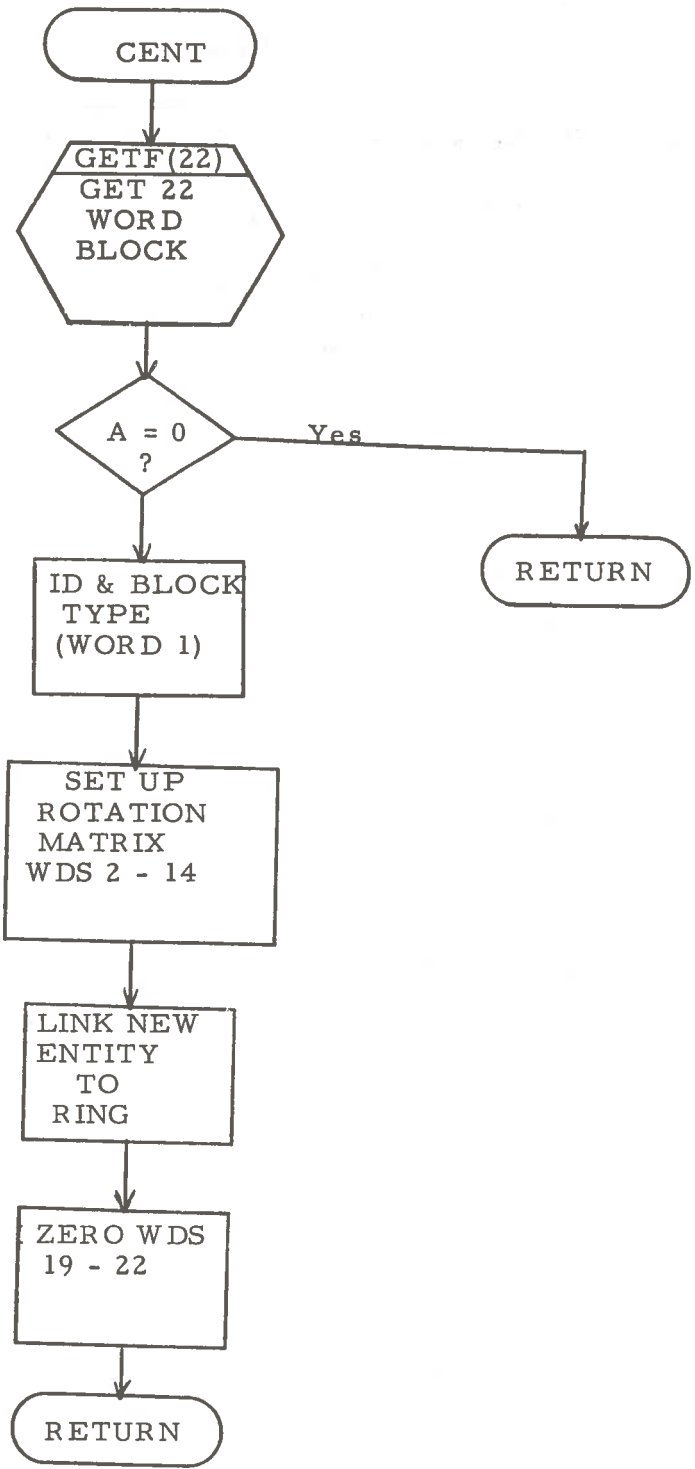 CENT
GETF(22)
GET 22
WORD
BLOCK
A = 0
?
Yes
RETURN
ID & BLOCK
TYPE
(WORD 1)
SET UP
ROTATION
MATRIX
WDS 2 - 14
LINK NEW
ENTITY
TO
RING
ZERO WDS
19 - 22
RETURN